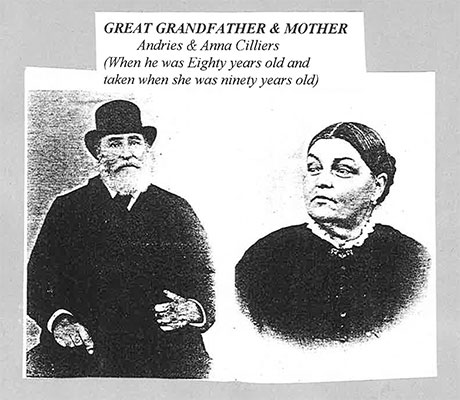 GREAT GRANDFATHER & MOTHER
Andries & Anna Cilliers
(When he was Eighty years old and
taken when she was ninety years old)